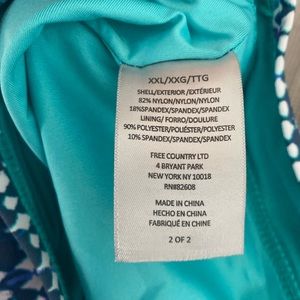 XXL/XXG/TTG
SHELL/EXTERIOR/EXTÉRIEUR
82% NYLON/NYLON/NYLON
18%SPANDEX/SPANDEX/SPANDEX
LINING/ FORRO/DOULURE
90% POLYESTER/POLIÉSTER/POLYESTER
10% SPANDEX/SPANDEX/SPANDEX
FREE COUNTRY LTD
4 BRYANT PARK
NEW YORK NY 10018
RN#82608
MADE IN CHINA
HECHO EN CHINA
FABRIQUÉ EN CHINE
2 OF 2